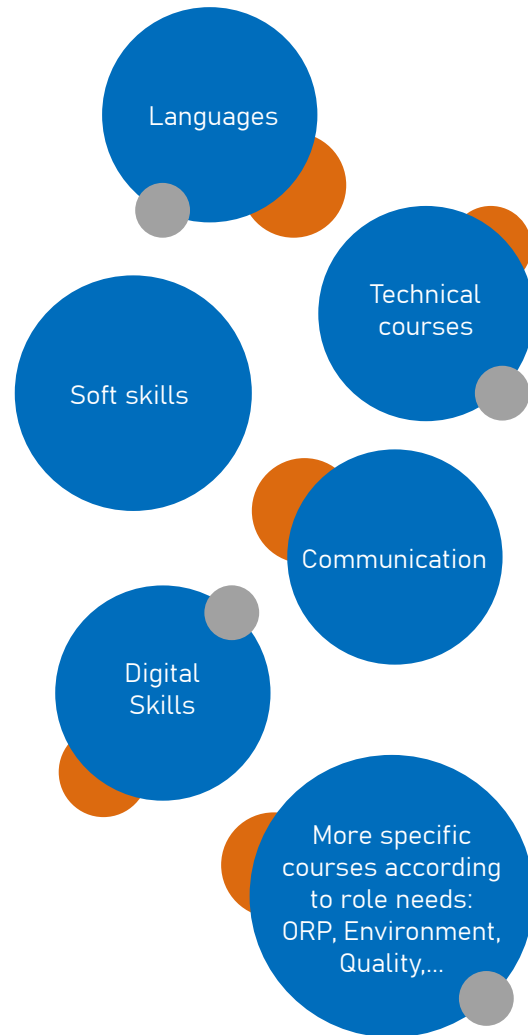 Languages
Technical
courses
Soft skills
Communication
Digital
Skills
More specific
courses according
to role needs:
ORP, Environment,
Quality,...